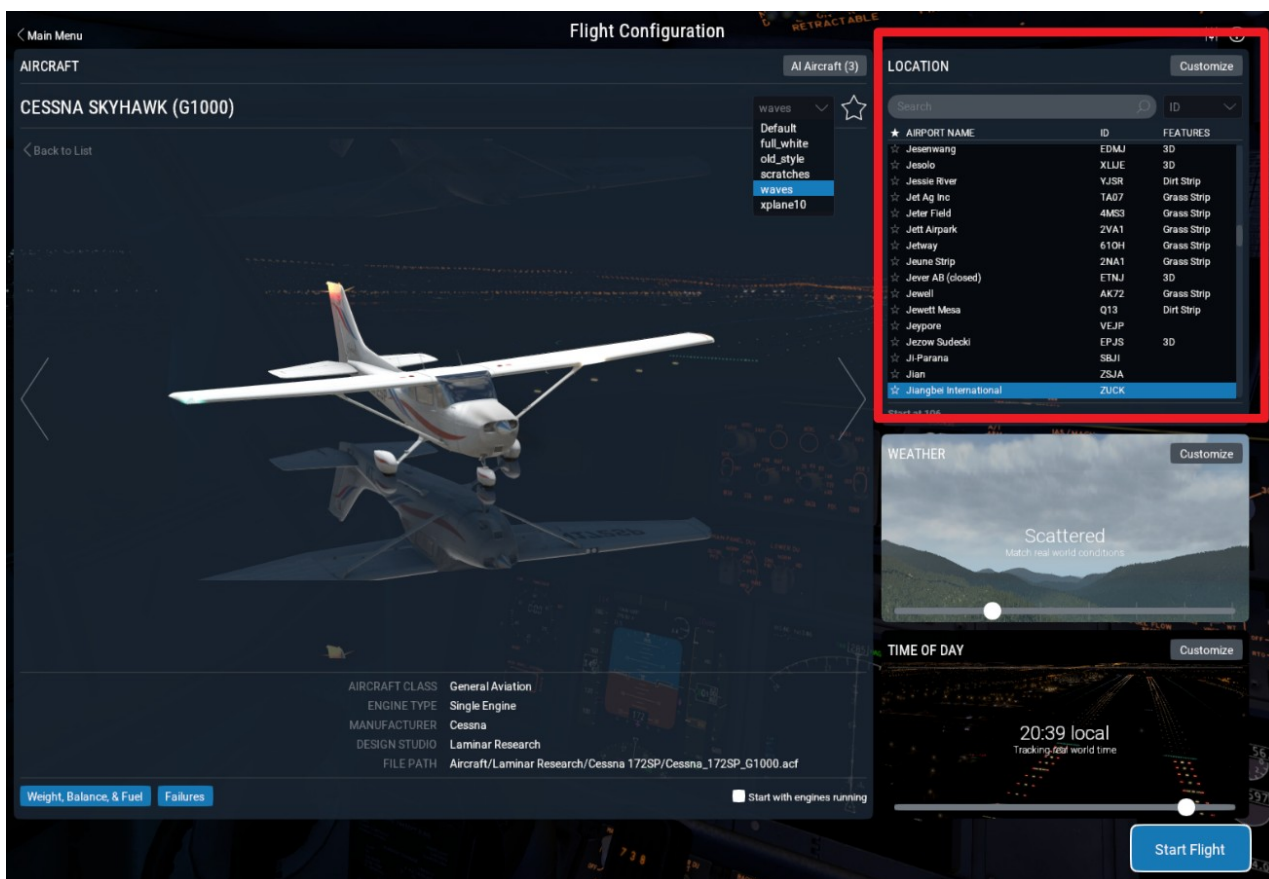 RETRACTABLE
Main Menu
Flight Configuration
AIRCRAFT
AI Aircraft (3)
CESSNA SKYHAWK (G1000)
waves
Default
full_white
old_style
scratches
waves
xplane10
Back to List
AIRCRAFT CLASS General Aviation
ENGINE TYPE Single Engine
MANUFACTURER Cessna
DESIGN STUDIO Laminar Research
FILE PATH Aircraft/Laminar Research/Cessna 172SP/Cessna_172SP_G1000.acf
Weight, Balance, & Fuel
Failures
Start with engines running
LOCATION
Customize
Search
ID
★ AIRPORT NAME ID FEATURES
☆ Jesenwang EDMJ 3D
☆ Jesolo XLIJE 3D
☆ Jessie River YJSR Dirt Strip
☆ Jet Ag Inc TA07 Grass Strip
☆ Jeter Field 4MS3 Grass Strip
☆ Jett Airpark 2VA1 Grass Strip
☆ Jetway 61OH Grass Strip
☆ Jeune Strip 2NA1 Grass Strip
☆ Jever AB (closed) ETNJ 3D
☆ Jewell AK72 Grass Strip
☆ Jewett Mesa Q13 Dirt Strip
☆ Jeypore VEJP
☆ Jezow Sudecki EPJS 3D
☆ Ji-Parana SBJI
☆ Jian ZSJA
☆ Jiangbei International ZUCK
Start at 106
WEATHER
Customize
Scattered
Match real world conditions
TIME OF DAY
Customize
20:39 local
Tracking real world time
Start Flight
738